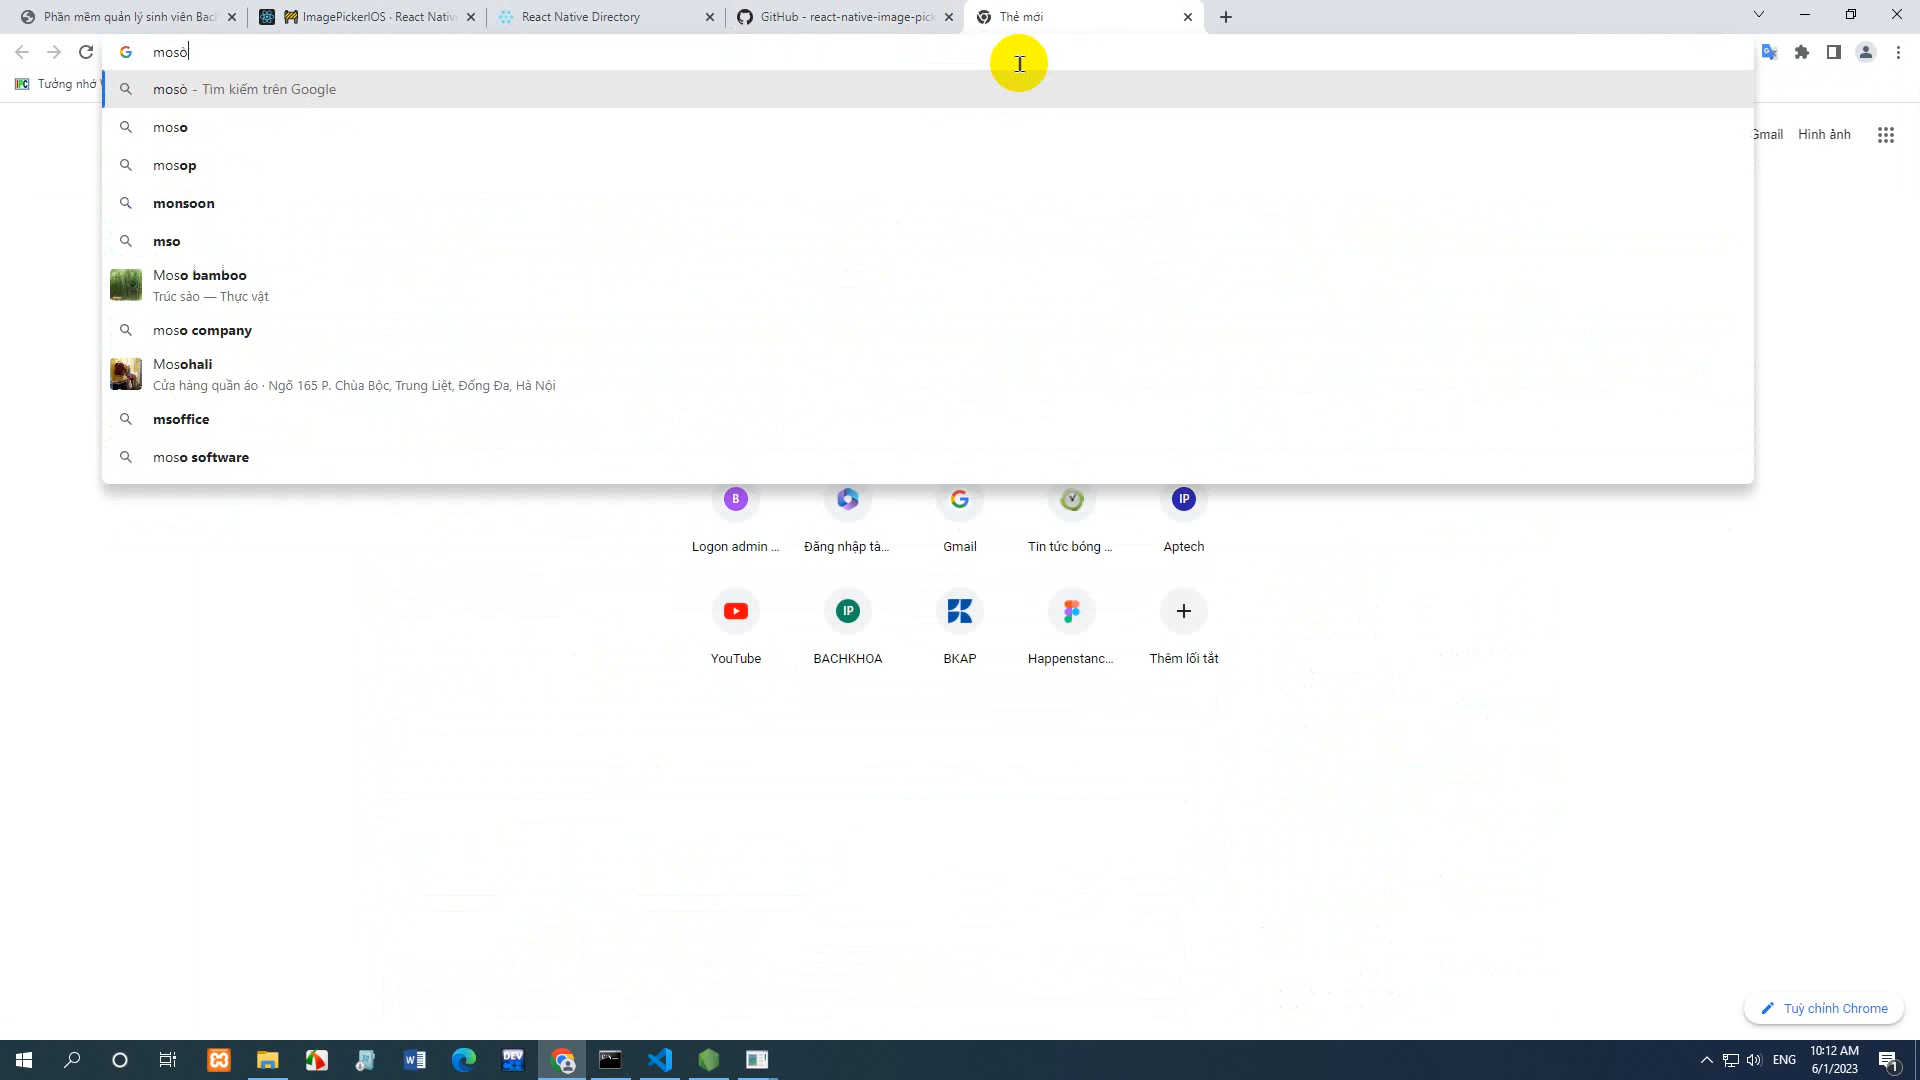 Phần mềm quản lý sinh viên Bac
ImagePickerIOS · React Native
React Native Directory
GitHub - react-native-image-pick
Thẻ mới
mosò
Tưởng nhớ
mosò - Tìm kiếm trên Google
moso
mosop
monsoon
mso
Moso bamboo
Trúc sào — Thực vật
moso company
Mosohali
Cửa hàng quần áo · Ngõ 165 P. Chùa Bộc, Trung Liệt, Đống Đa, Hà Nội
msoffice
moso software
Gmail
Hình ảnh
B
IP
Logon admin ...
Đăng nhập tà...
Gmail
Tin tức bóng ...
Aptech
IP
YouTube
BACHKHOA
BKAP
Happenstanc...
Thêm lối tắt
Tuỳ chỉnh Chrome
DEV
ENG
10:12 AM
6/1/2023
1